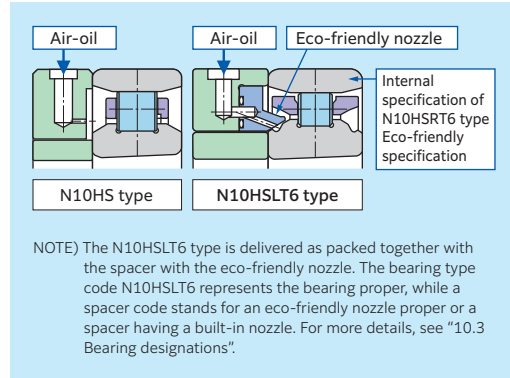 Air-oil
Air-oil
Eco-friendly nozzle
Internal
specification of
N10HSRT6 type
Eco-friendly
specification
N10HS type
N10HSLT6 type
NOTE) The N10HSLT6 type is delivered as packed together with
the spacer with the eco-friendly nozzle. The bearing type
code N10HSLT6 represents the bearing proper, while a
spacer code stands for an eco-friendly nozzle proper or a
spacer having a built-in nozzle. For more details, see “10.3
Bearing designations”.